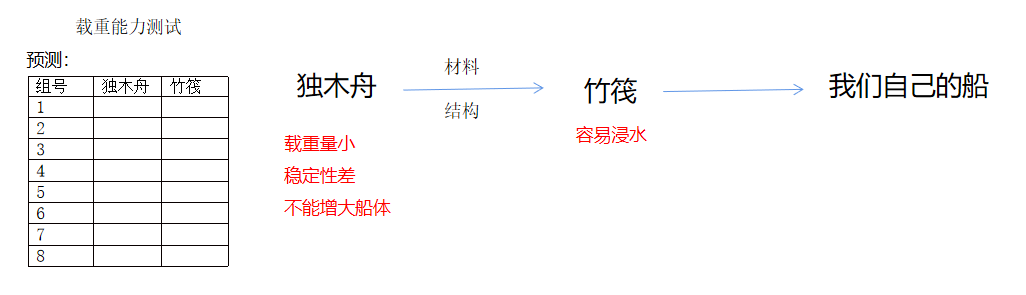 载重能力测试
预测：
组号 独木舟 竹筏
1
2
3
4
5
6
7
8
独木舟
材料
结构
竹筏
我们自己的船
载重量小
稳定性差
不能增大船体
容易浸水